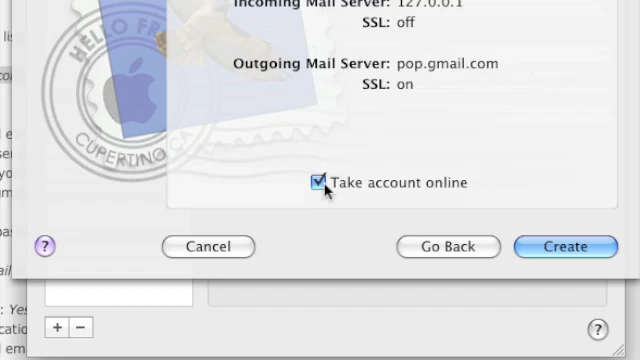 Incoming Mail Server: 127.0.0.1
SSL: off
Outgoing Mail Server: pop.gmail.com
SSL: on
HELLO FR
CUPERTINO CA
Take account online
? Cancel Go Back Create
: Yes
+ − ?